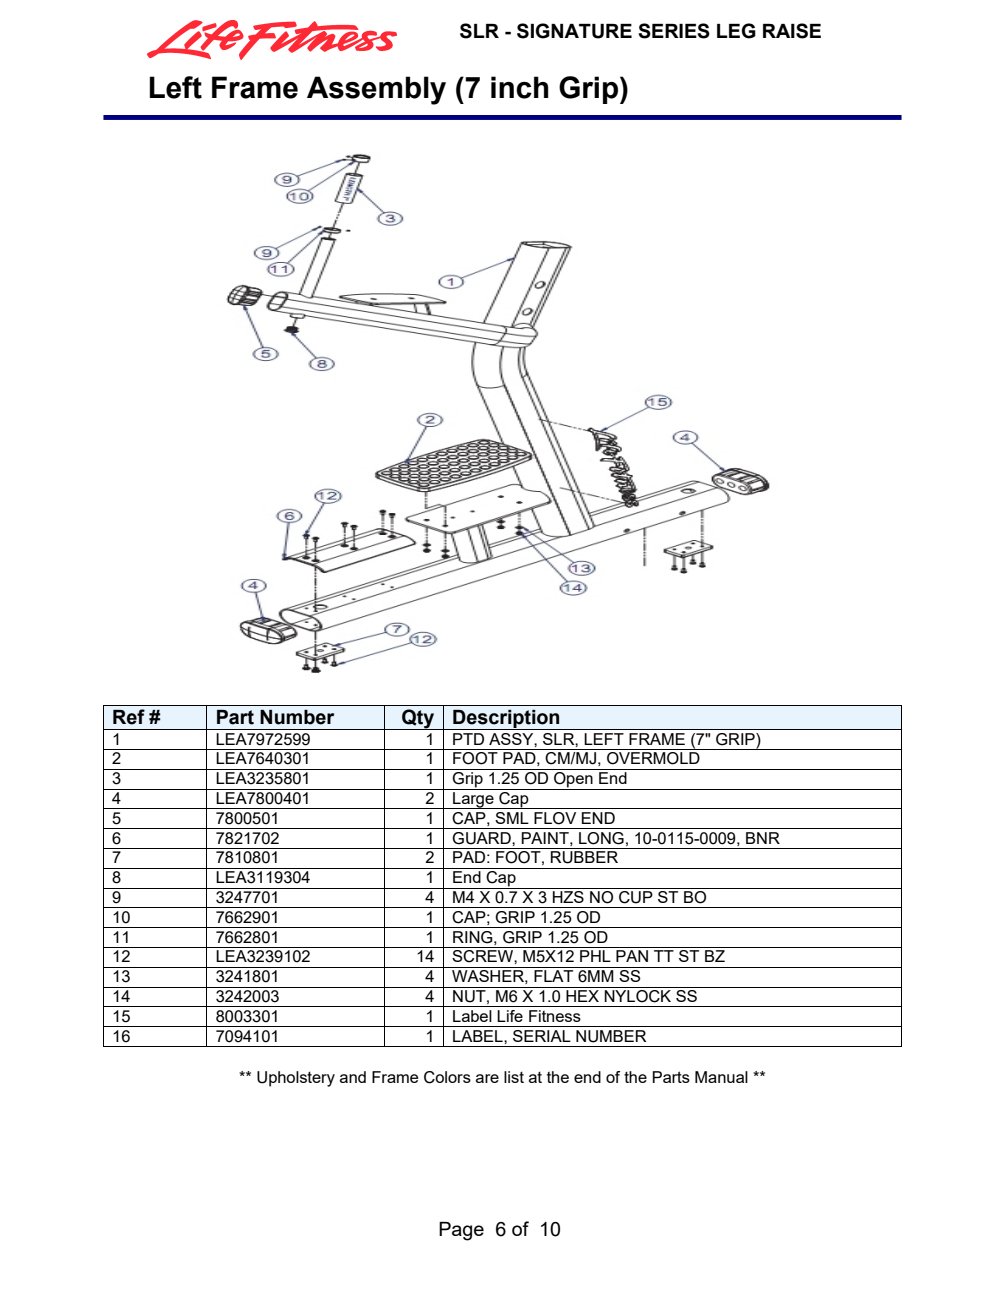 Life Fitness
SLR - SIGNATURE SERIES LEG RAISE
Left Frame Assembly (7 inch Grip)
9
10
3
9
11
1
5
8
15
2
4
12
6
13
14
4
7
12
Life Fitness
Ref # Part Number Qty Description
1 LEA7972599 1 PTD ASSY, SLR, LEFT FRAME (7" GRIP)
2 LEA7640301 1 FOOT PAD, CM/MJ, OVERMOLD
3 LEA3235801 1 Grip 1.25 OD Open End
4 LEA7800401 2 Large Cap
5 7800501 1 CAP, SML FLOV END
6 7821702 1 GUARD, PAINT, LONG, 10-0115-0009, BNR
7 7810801 2 PAD: FOOT, RUBBER
8 LEA3119304 1 End Cap
9 3247701 4 M4 X 0.7 X 3 HZS NO CUP ST BO
10 7662901 1 CAP; GRIP 1.25 OD
11 7662801 1 RING, GRIP 1.25 OD
12 LEA3239102 14 SCREW, M5X12 PHL PAN TT ST BZ
13 3241801 4 WASHER, FLAT 6MM SS
14 3242003 4 NUT, M6 X 1.0 HEX NYLOCK SS
15 8003301 1 Label Life Fitness
16 7094101 1 LABEL, SERIAL NUMBER
** Upholstery and Frame Colors are list at the end of the Parts Manual **
Page 6 of 10